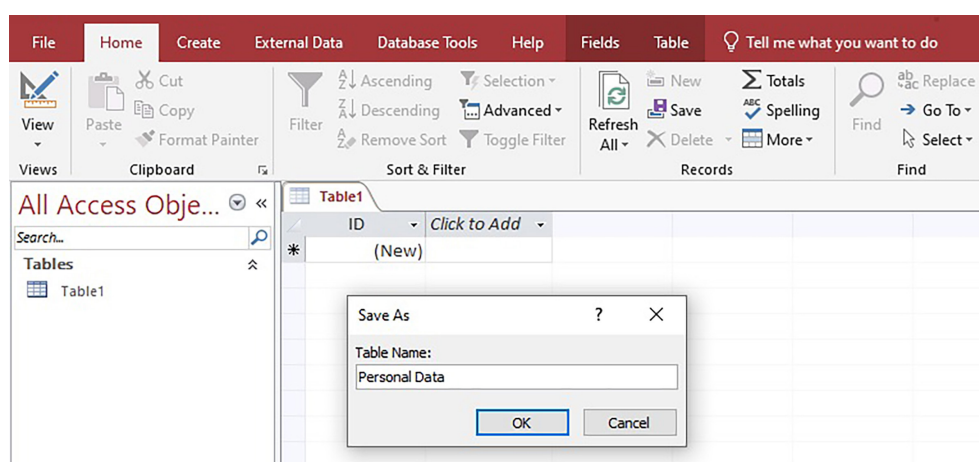 File Home Create External Data Database Tools Help Fields Table Tell me what you want to do
View
Views
Paste
Cut
Copy
Format Painter
Clipboard
Filter
Ascending
Descending
Remove Sort
Selection
Advanced
Toggle Filter
Sort & Filter
Refresh
All
New
Save
Delete
Totals
Spelling
More
Records
Find
Replace
Go To
Select
Find
All Access Obje...
Search...
Tables
Table1
Table1
ID Click to Add
(New)
Save As
Table Name:
Personal Data
OK Cancel